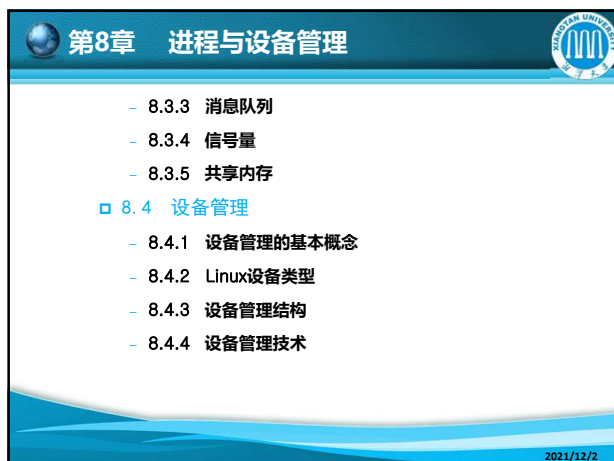 第8章 进程与设备管理
XIANGTAN UNIVERSITY
– 8.3.3 消息队列
– 8.3.4 信号量
– 8.3.5 共享内存
8.4 设备管理
– 8.4.1 设备管理的基本概念
– 8.4.2 Linux设备类型
– 8.4.3 设备管理结构
– 8.4.4 设备管理技术
2021/12/2